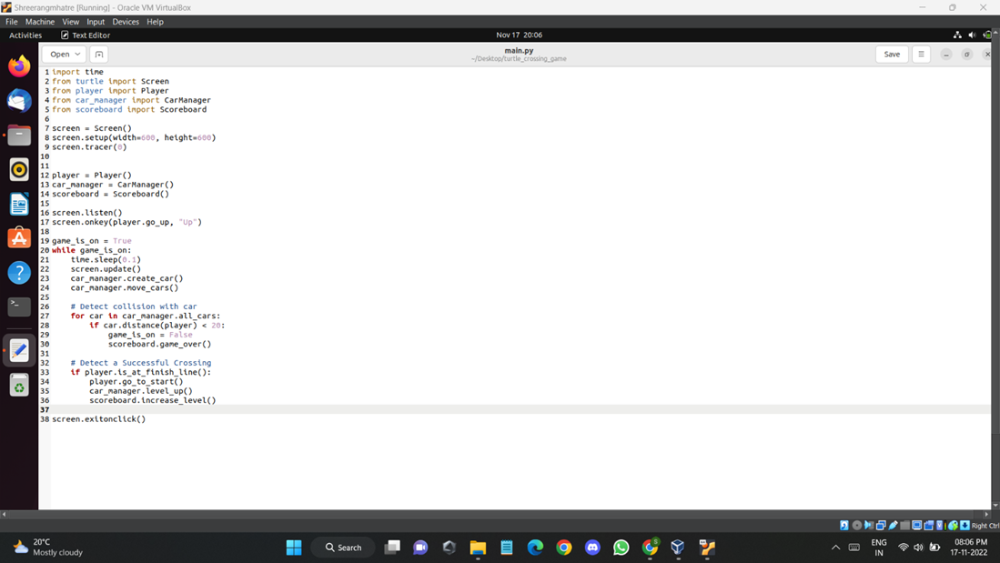 Shreerangmhatre [Running] - Oracle VM VirtualBox
File Machine View Input Devices Help
Activities Text Editor Nov 17 20:06
Open main.py Save
~/Desktop/turtle_crossing_game
1 import time
2 from turtle import Screen
3 from player import Player
4 from car_manager import CarManager
5 from scoreboard import Scoreboard
6
7 screen = Screen()
8 screen.setup(width=600, height=600)
9 screen.tracer(0)
10
11
12 player = Player()
13 car_manager = CarManager()
14 scoreboard = Scoreboard()
15
16 screen.listen()
17 screen.onkey(player.go_up, "Up")
18
19 game_is_on = True
20 while game_is_on:
21     time.sleep(0.1)
22     screen.update()
23     car_manager.create_car()
24     car_manager.move_cars()
25
26     # Detect collision with car
27     for car in car_manager.all_cars:
28         if car.distance(player) < 20:
29             game_is_on = False
30             scoreboard.game_over()
31
32     # Detect a Successful Crossing
33     if player.is_at_finish_line():
34         player.go_to_start()
35         car_manager.level_up()
36         scoreboard.increase_level()
37
38 screen.exitonclick()
Right Ctrl
20°C
Mostly cloudy
Search
ENG
IN
08:06 PM
17-11-2022